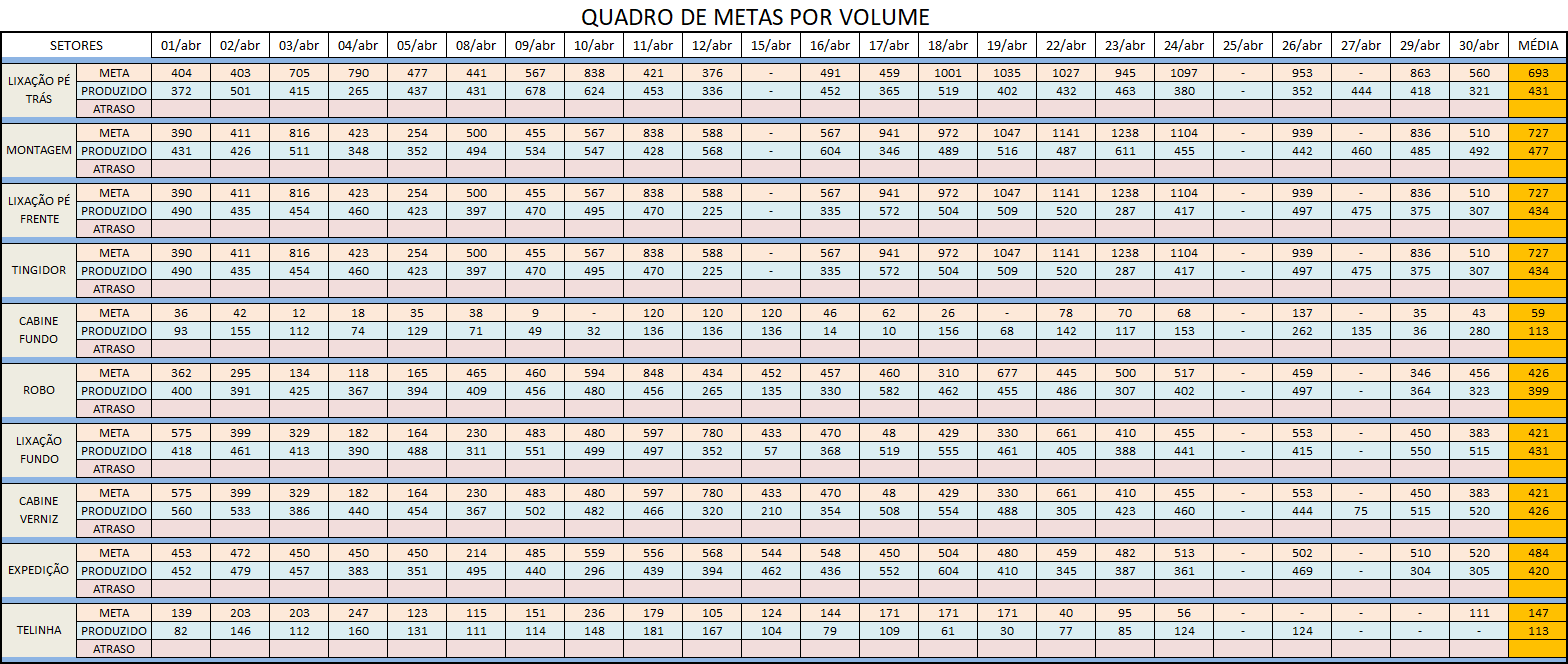 QUADRO DE METAS POR VOLUME
SETORES 01/abr 02/abr 03/abr 04/abr 05/abr 08/abr 09/abr 10/abr 11/abr 12/abr 15/abr 16/abr 17/abr 18/abr 19/abr 22/abr 23/abr 24/abr 25/abr 26/abr 27/abr 29/abr 30/abr MÉDIA
LIXAÇÃO PÉ TRÁS
META 404 403 705 790 477 441 567 838 421 376 - 491 459 1001 1035 1027 945 1097 - 953 - 863 560 693
PRODUZIDO 372 501 415 265 437 431 678 624 453 336 - 452 365 519 402 432 463 380 - 352 444 418 321 431
ATRASO
MONTAGEM
META 390 411 816 423 254 500 455 567 838 588 - 567 941 972 1047 1141 1238 1104 - 939 - 836 510 727
PRODUZIDO 431 426 511 348 352 494 534 547 428 568 - 604 346 489 516 487 611 455 - 442 460 485 492 477
ATRASO
LIXAÇÃO PÉ FRENTE
META 390 411 816 423 254 500 455 567 838 588 - 567 941 972 1047 1141 1238 1104 - 939 - 836 510 727
PRODUZIDO 490 435 454 460 423 397 470 495 470 225 - 335 572 504 509 520 287 417 - 497 475 375 307 434
ATRASO
TINGIDOR
META 390 411 816 423 254 500 455 567 838 588 - 567 941 972 1047 1141 1238 1104 - 939 - 836 510 727
PRODUZIDO 490 435 454 460 423 397 470 495 470 225 - 335 572 504 509 520 287 417 - 497 475 375 307 434
ATRASO
CABINE FUNDO
META 36 42 12 18 35 38 9 - 120 120 120 46 62 26 - 78 70 68 - 137 - 35 43 59
PRODUZIDO 93 155 112 74 129 71 49 32 136 136 136 14 10 156 68 142 117 153 - 262 135 36 280 113
ATRASO
ROBO
META 362 295 134 118 165 465 460 594 848 434 452 457 460 310 677 445 500 517 - 459 - 346 456 426
PRODUZIDO 400 391 425 367 394 409 456 480 456 265 135 330 582 462 455 486 307 402 - 497 - 364 323 399
ATRASO
LIXAÇÃO FUNDO
META 575 399 329 182 164 230 483 480 597 780 433 470 48 429 330 661 410 455 - 553 - 450 383 421
PRODUZIDO 418 461 413 390 488 311 551 499 497 352 57 368 519 555 461 405 388 441 - 415 - 550 515 431
ATRASO
CABINE VERNIZ
META 575 399 329 182 164 230 483 480 597 780 433 470 48 429 330 661 410 455 - 553 - 450 383 421
PRODUZIDO 560 533 386 440 454 367 502 482 466 320 210 354 508 554 488 305 423 460 - 444 75 515 520 426
ATRASO
EXPEDIÇÃO
META 453 472 450 450 450 214 485 559 556 568 544 548 450 504 480 459 482 513 - 502 - 510 520 484
PRODUZIDO 452 479 457 383 351 495 440 296 439 394 462 436 552 604 410 345 387 361 - 469 - 304 305 420
ATRASO
TELINHA
META 139 203 203 247 123 115 151 236 179 105 124 144 171 171 171 40 95 56 - - - - 111 147
PRODUZIDO 82 146 112 160 131 111 114 148 181 167 104 79 109 61 30 77 85 124 - 124 - - - 113
ATRASO